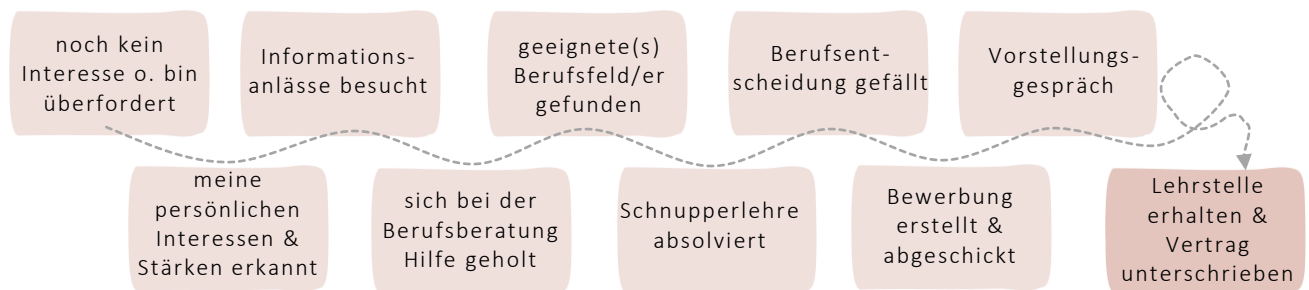 noch kein
Interesse o. bin
überfordert
meine
persönlichen
Interessen &
Stärken erkannt
Informations-
anlässe besucht
sich bei der
Berufsberatung
Hilfe geholt
geeignete(s)
Berufsfeld/er
gefunden
Schnupperlehre
absolviert
Berufsent-
scheidung gefällt
Bewerbung
erstellt &
abgeschickt
Vorstellungs-
gespräch
Lehrstelle
erhalten &
Vertrag
unterschrieben